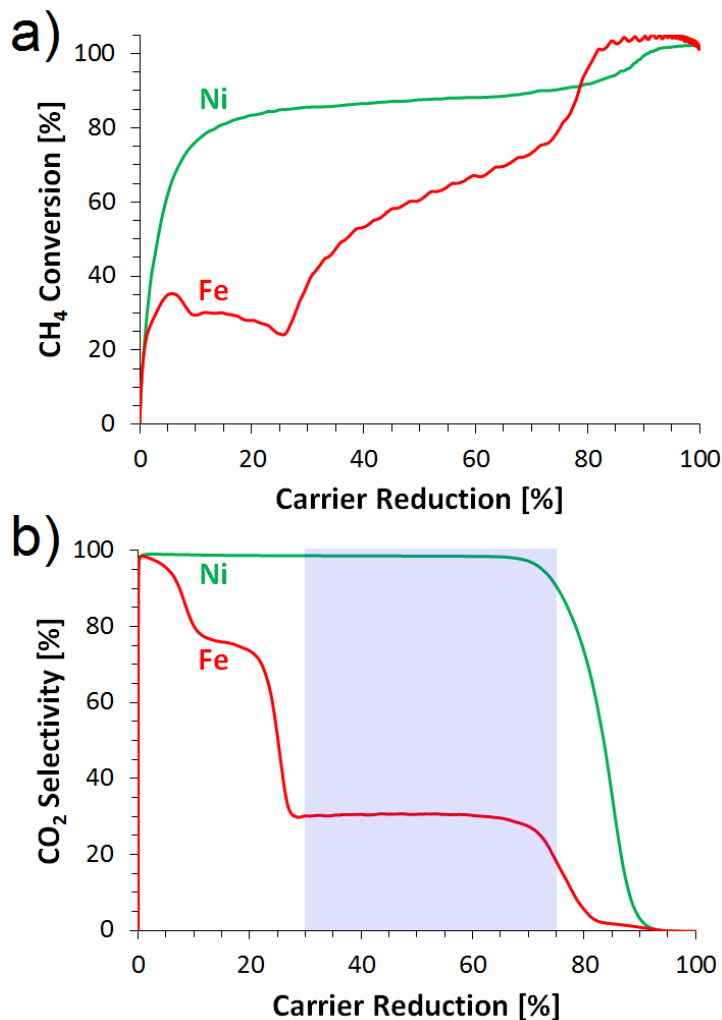 a)
CH₄ Conversion [%]
100
80
60
40
20
0
Ni
Fe
0 20 40 60 80 100
Carrier Reduction [%]
b)
CO₂ Selectivity [%]
100
80
60
40
20
0
Ni
Fe
0 20 40 60 80 100
Carrier Reduction [%]